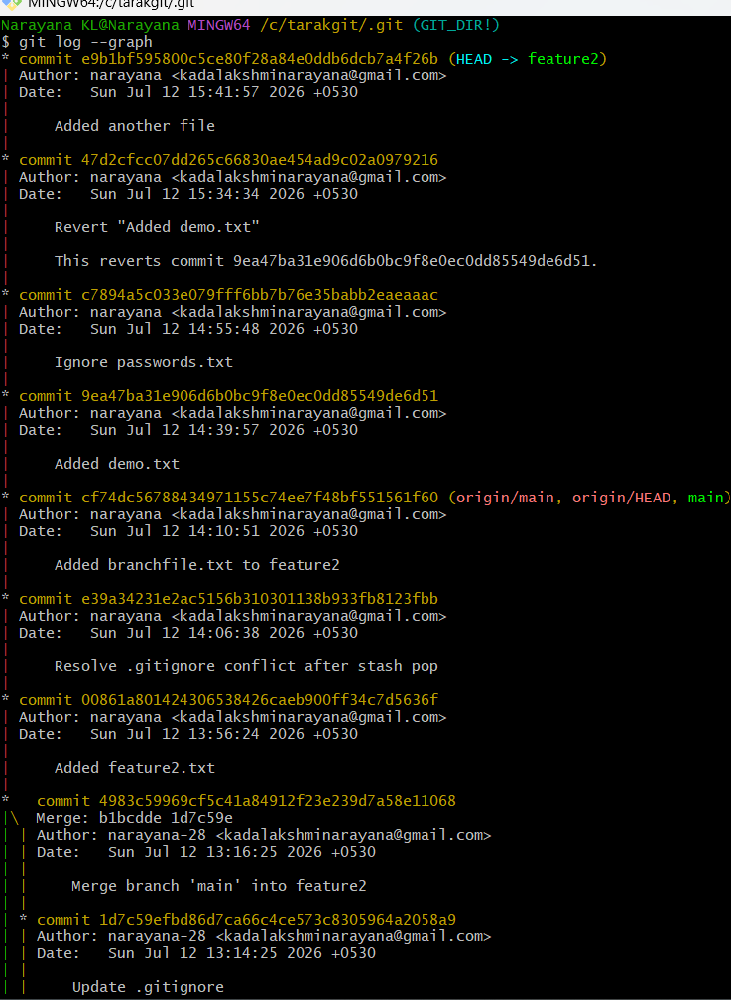 MINGW64:/c/tarakgit/.git
Narayana KL@Narayana MINGW64 /c/tarakgit/.git (GIT_DIR!)
$ git log --graph
* commit e9b1bf595800c5ce80f28a84e0ddb6dcb7a4f26b (HEAD -> feature2)
| Author: narayana <kadalakshminarayana@gmail.com>
| Date:   Sun Jul 12 15:41:57 2026 +0530
|
|     Added another file
|
* commit 47d2cfcc07dd265c66830ae454ad9c02a0979216
| Author: narayana <kadalakshminarayana@gmail.com>
| Date:   Sun Jul 12 15:34:34 2026 +0530
|
|     Revert "Added demo.txt"
|
|     This reverts commit 9ea47ba31e906d6b0bc9f8e0ec0dd85549de6d51.
|
* commit c7894a5c033e079fff6bb7b76e35babb2eaeaaac
| Author: narayana <kadalakshminarayana@gmail.com>
| Date:   Sun Jul 12 14:55:48 2026 +0530
|
|     Ignore passwords.txt
|
* commit 9ea47ba31e906d6b0bc9f8e0ec0dd85549de6d51
| Author: narayana <kadalakshminarayana@gmail.com>
| Date:   Sun Jul 12 14:39:57 2026 +0530
|
|     Added demo.txt
|
* commit cf74dc56788434971155c74ee7f48bf551561f60 (origin/main, origin/HEAD, main)
| Author: narayana <kadalakshminarayana@gmail.com>
| Date:   Sun Jul 12 14:10:51 2026 +0530
|
|     Added branchfile.txt to feature2
|
* commit e39a34231e2ac5156b310301138b933fb8123fbb
| Author: narayana <kadalakshminarayana@gmail.com>
| Date:   Sun Jul 12 14:06:38 2026 +0530
|
|     Resolve .gitignore conflict after stash pop
|
* commit 00861a801424306538426caeb900ff34c7d5636f
| Author: narayana <kadalakshminarayana@gmail.com>
| Date:   Sun Jul 12 13:56:24 2026 +0530
|
|     Added feature2.txt
|
*   commit 4983c59969cf5c41a84912f23e239d7a58e11068
|\  Merge: b1bcdde 1d7c59e
| | Author: narayana-28 <kadalakshminarayana@gmail.com>
| | Date:   Sun Jul 12 13:16:25 2026 +0530
| |
| |     Merge branch 'main' into feature2
| |
| * commit 1d7c59efbd86d7ca66c4ce573c8305964a2058a9
| | Author: narayana-28 <kadalakshminarayana@gmail.com>
| | Date:   Sun Jul 12 13:14:25 2026 +0530
| |
| |     Update .gitignore